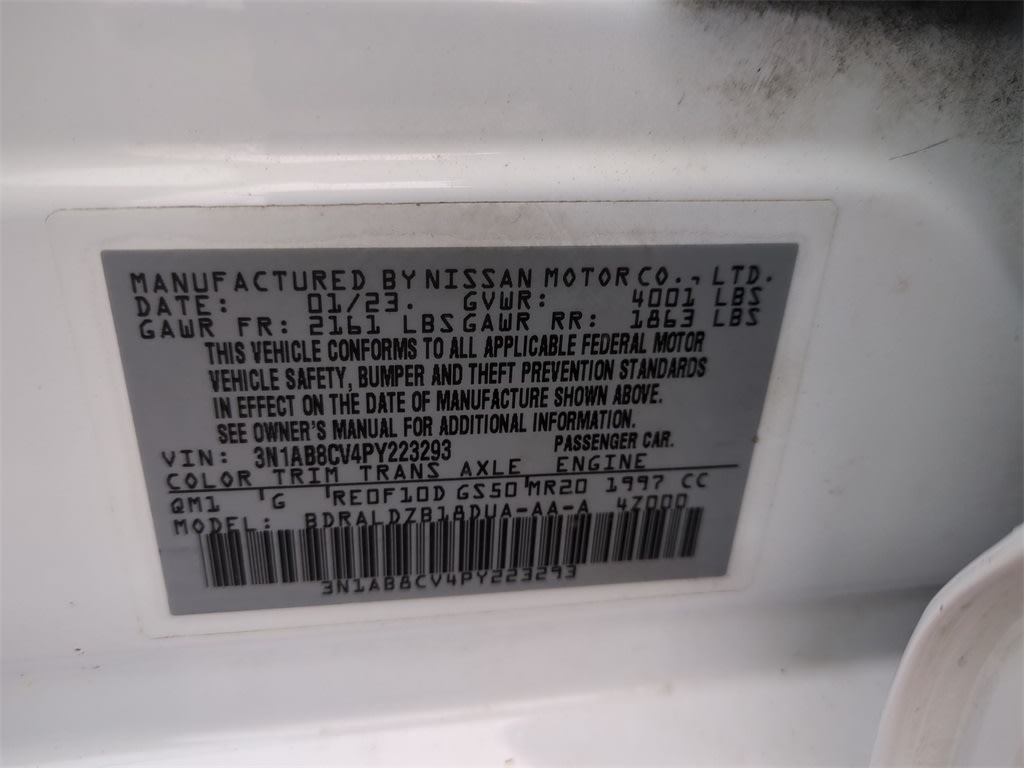 MANUFACTURED BY NISSAN MOTOR CO., LTD.
DATE: 01/23. GVWR: 4001 LBS
GAWR FR: 2161 LBS GAWR RR: 1863 LBS
THIS VEHICLE CONFORMS TO ALL APPLICABLE FEDERAL MOTOR
VEHICLE SAFETY, BUMPER AND THEFT PREVENTION STANDARDS
IN EFFECT ON THE DATE OF MANUFACTURE SHOWN ABOVE.
SEE OWNER'S MANUAL FOR ADDITIONAL INFORMATION.
VIN: 3N1AB8CV4PY223293 PASSENGER CAR.
COLOR TRIM TRANS AXLE ENGINE
QM1 G RE0F10D GS50 MR20 1997 CC
MODEL: BDRALDZB18DUA-AA-A 4Z000
3N1AB8CV4PY223293